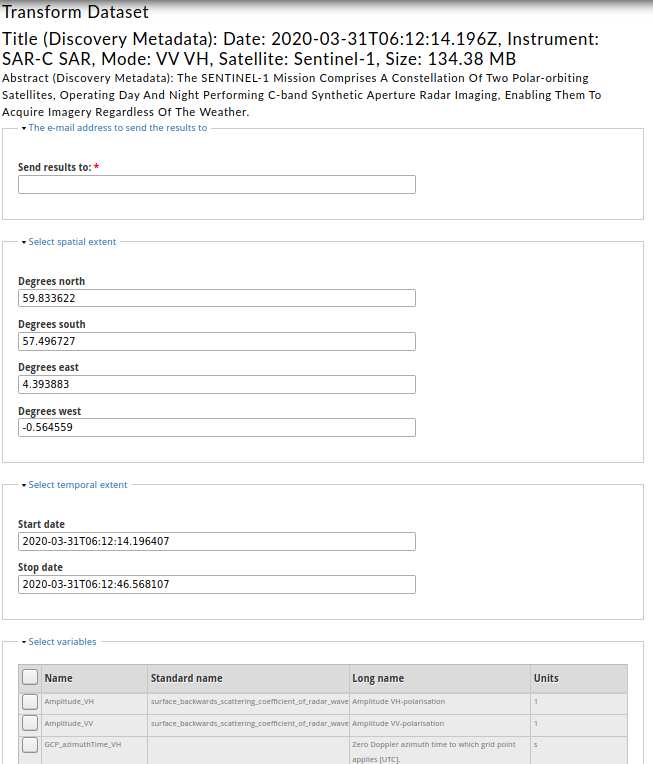 Transform Dataset
Title (Discovery Metadata): Date: 2020-03-31T06:12:14.196Z, Instrument:
SAR-C SAR, Mode: VV VH, Satellite: Sentinel-1, Size: 134.38 MB
Abstract (Discovery Metadata): The SENTINEL-1 Mission Comprises A Constellation Of Two Polar-orbiting
Satellites, Operating Day And Night Performing C-band Synthetic Aperture Radar Imaging, Enabling Them To
Acquire Imagery Regardless Of The Weather.
The e-mail address to send the results to
Send results to: *
Select spatial extent
Degrees north
59.833622
Degrees south
57.496727
Degrees east
4.393883
Degrees west
-0.564559
Select temporal extent
Start date
2020-03-31T06:12:14.196407
Stop date
2020-03-31T06:12:46.568107
Select variables
Name Standard name Long name Units
Amplitude_VH surface_backwards_scattering_coefficient_of_radar_wave Amplitude VH-polarisation 1
Amplitude_VV surface_backwards_scattering_coefficient_of_radar_wave Amplitude VV-polarisation 1
GCP_azimuthTime_VH Zero Doppler azimuth time to which grid point s
applies [UTC].